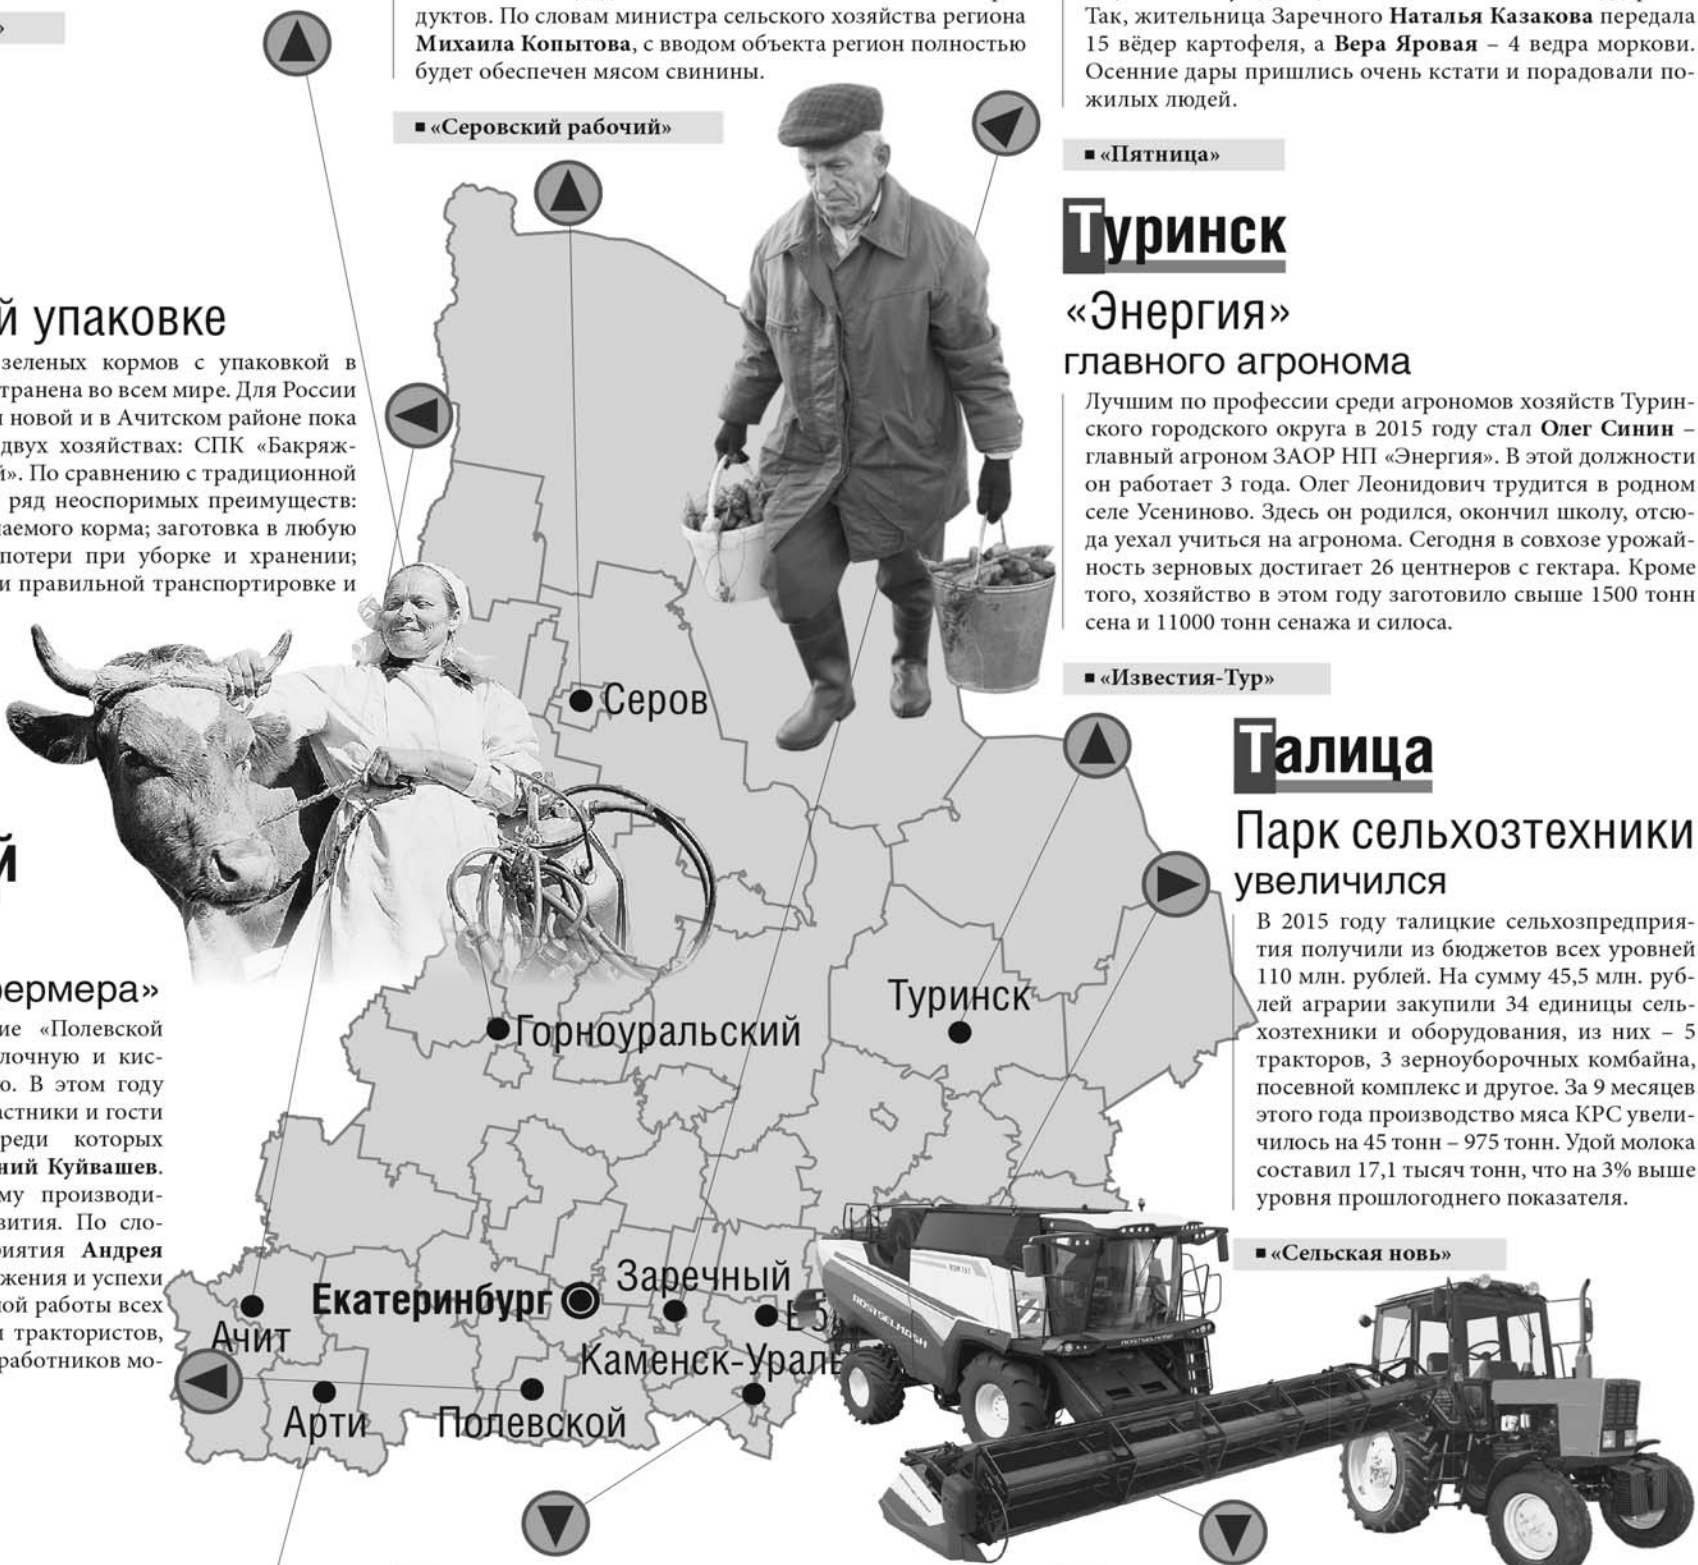 »
дуктов. По словам министра сельского хозяйства региона
Михаила Копытова, с вводом объекта регион полностью
будет обеспечен мясом свинины.
«Серовский рабочий»
Так, жительница Заречного Наталья Казакова передала
15 вёдер картофеля, а Вера Яровая – 4 ведра моркови.
Осенние дары пришлись очень кстати и порадовали по-
жилых людей.
«Пятница»
Туринск
«Энергия»
главного агронома
Лучшим по профессии среди агрономов хозяйств Турин-
ского городского округа в 2015 году стал Олег Синин –
главный агроном ЗАОР НП «Энергия». В этой должности
он работает 3 года. Олег Леонидович трудится в родном
селе Усениново. Здесь он родился, окончил школу, отсю-
да уехал учиться на агронома. Сегодня в совхозе урожай-
ность зерновых достигает 26 центнеров с гектара. Кроме
того, хозяйство в этом году заготовило свыше 1500 тонн
сена и 11000 тонн сенажа и силоса.
«Известия-Тур»
Талица
Парк сельхозтехники
увеличился
В 2015 году талицкие сельхозпредприя-
тия получили из бюджетов всех уровней
110 млн. рублей. На сумму 45,5 млн. руб-
лей аграрии закупили 34 единицы сель-
хозтехники и оборудования, из них – 5
тракторов, 3 зерноуборочных комбайна,
посевной комплекс и другое. За 9 месяцев
этого года производство мяса КРС увели-
чилось на 45 тонн – 975 тонн. Удой молока
составил 17,1 тысяч тонн, что на 3% выше
уровня прошлогоднего показателя.
«Сельская новь»
й упаковке
зеленых кормов с упаковкой в
транена во всем мире. Для России
новой и в Ачитском районе пока
двух хозяйствах: СПК «Бакряж-
й». По сравнению с традиционной
ряд неоспоримых преимуществ:
аемого корма; заготовка в любую
потери при уборке и хранении;
и правильной транспортировке и
й
ермера»
ие «Полевской
лочную и кис-
о. В этом году
астники и гости
реди которых
ний Куйвашев.
му производи-
вития. По сло-
риятия Андрея
жения и успехи
ной работы всех
и трактористов,
работников мо-
Серов
Горноуральский
Туринск
Екатеринбург
Заречный
Ачит
Каменск-Ураль
Арти
Полевской
ROSTSELMASH